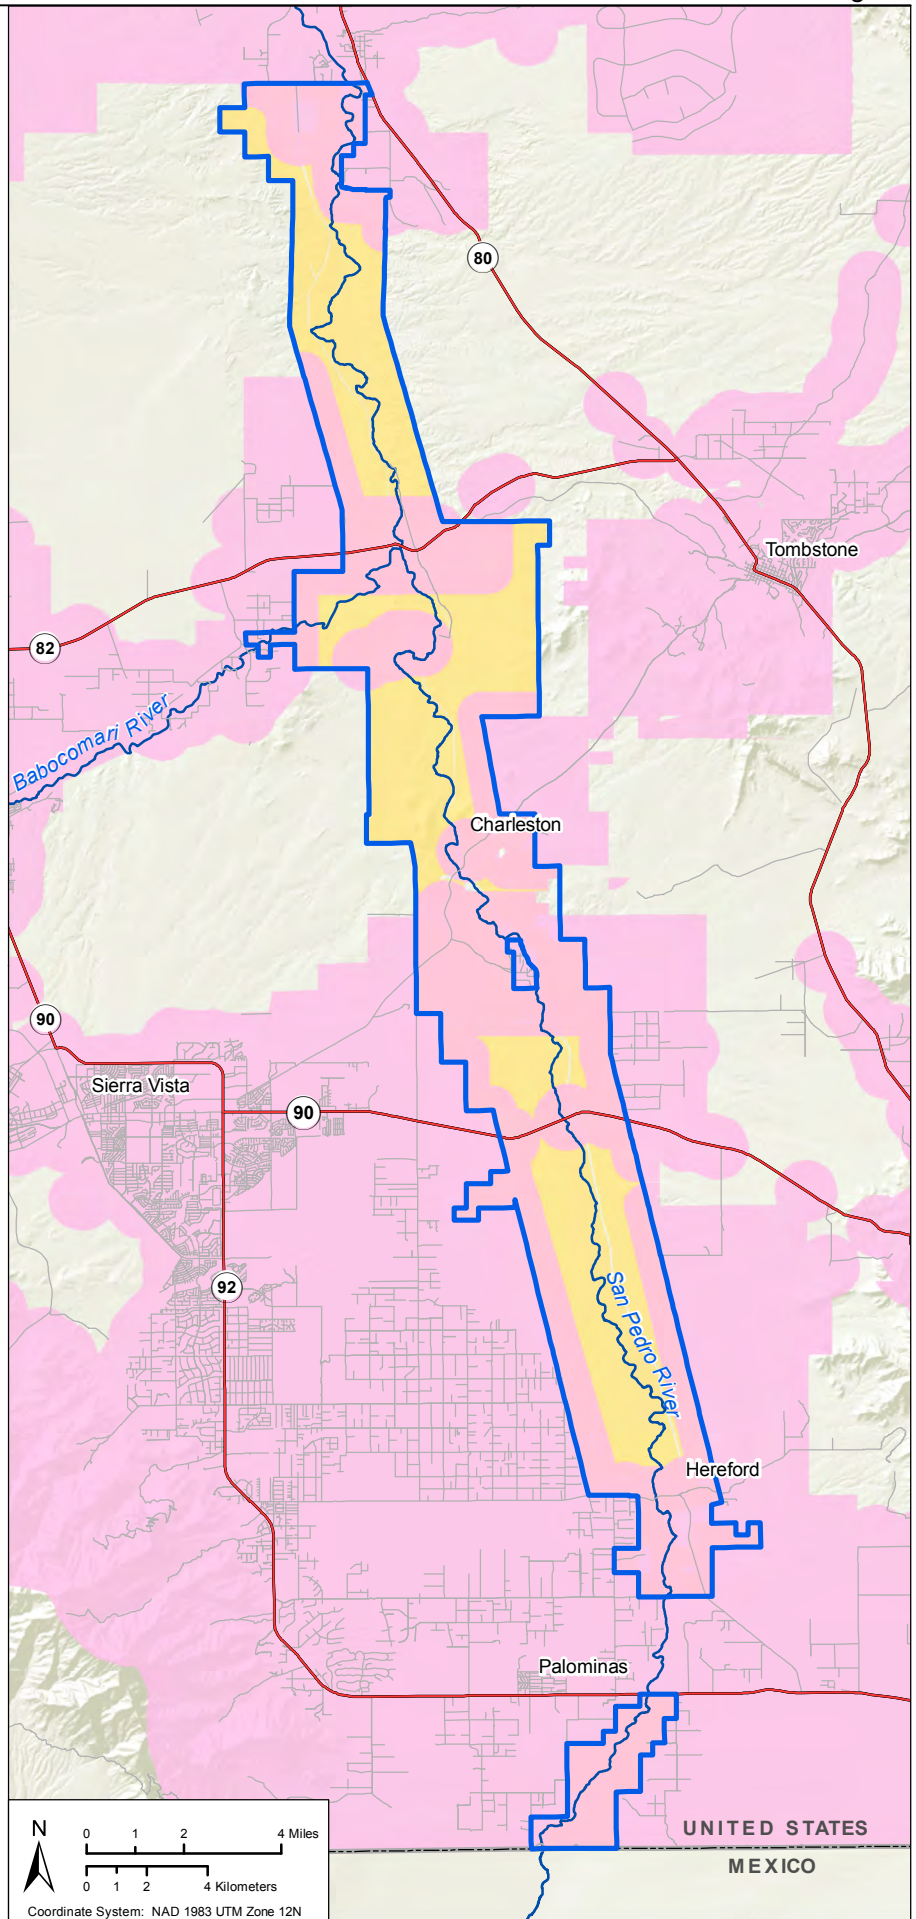 80
Tombstone
82
Babocomari River
Charleston
90
Sierra Vista
90
92
San Pedro River
Hereford
Palominas
UNITED STATES
MEXICO
N
0 1 2 4 Miles
0 1 2 4 Kilometers
Coordinate System: NAD 1983 UTM Zone 12N